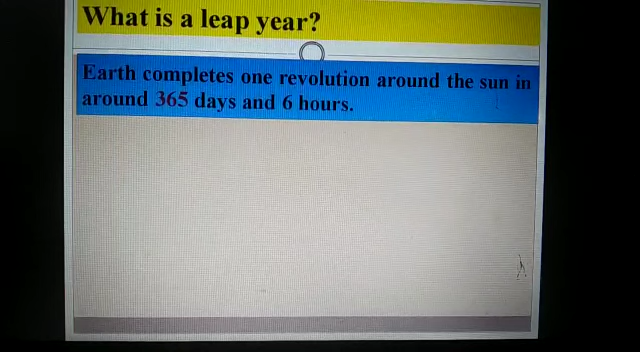 What is a leap year?
Earth completes one revolution around the sun in
around 365 days and 6 hours.